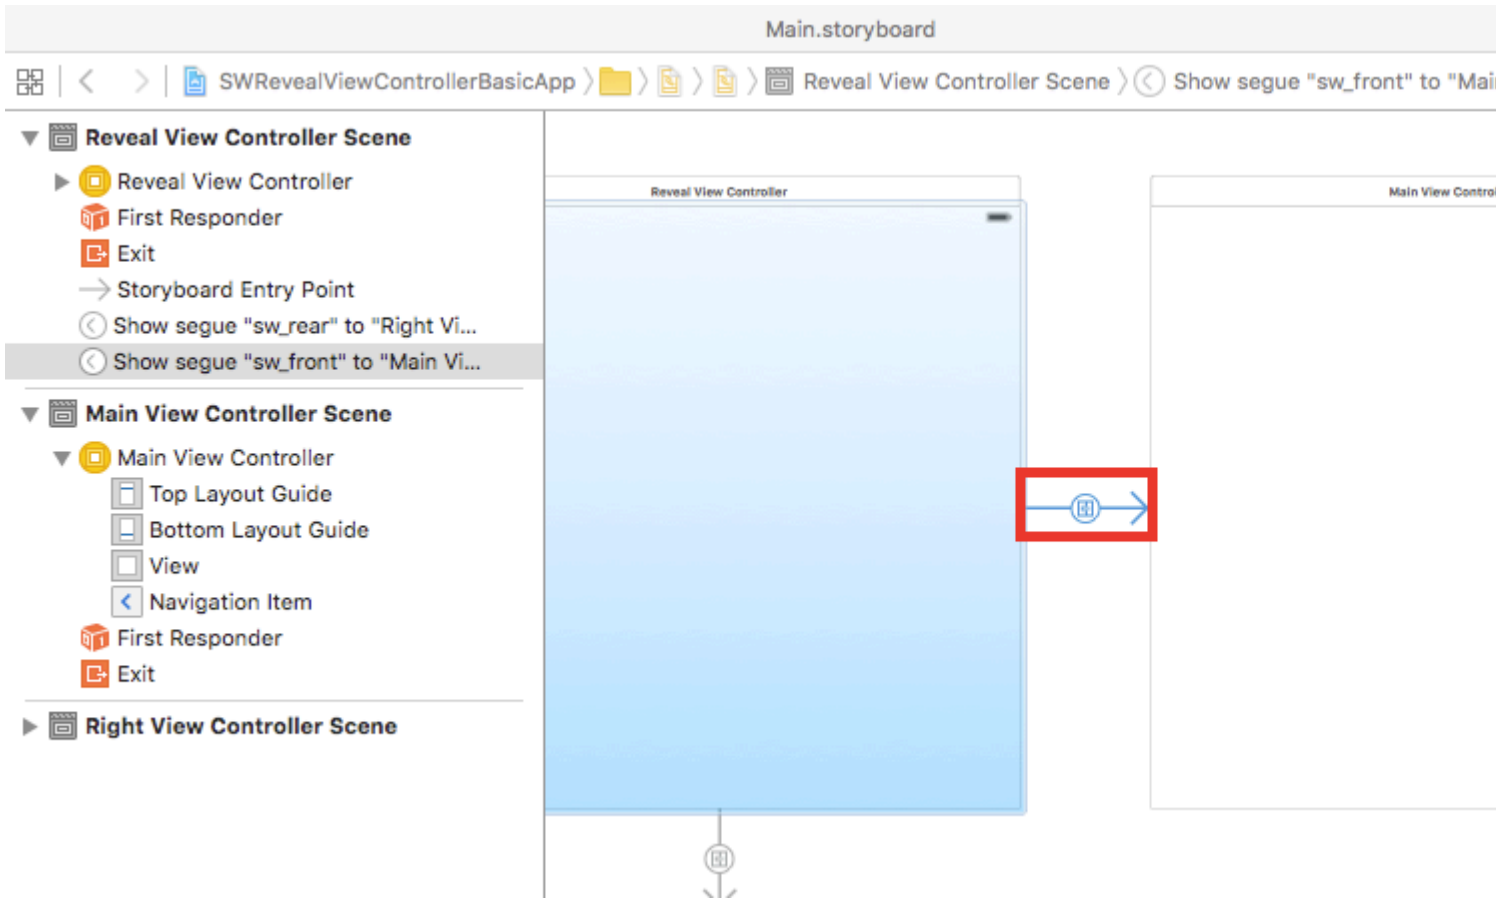 Main.storyboard
SWRevealViewControllerBasicApp Reveal View Controller Scene Show segue "sw_front" to "Mai
Reveal View Controller Scene
Reveal View Controller
First Responder
Exit
Storyboard Entry Point
Show segue "sw_rear" to "Right Vi...
Show segue "sw_front" to "Main Vi...
Main View Controller Scene
Main View Controller
Top Layout Guide
Bottom Layout Guide
View
Navigation Item
First Responder
Exit
Right View Controller Scene
Reveal View Controller
Main View Control